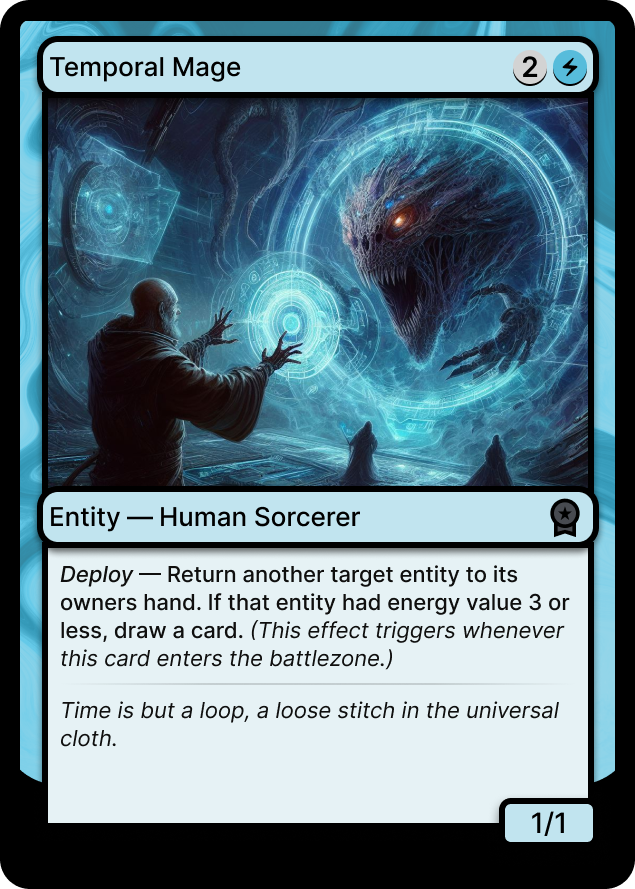 Temporal Mage 2
Entity — Human Sorcerer
Deploy — Return another target entity to its
owners hand. If that entity had energy value 3 or
less, draw a card. (This effect triggers whenever
this card enters the battlezone.)
Time is but a loop, a loose stitch in the universal
cloth.
1/1